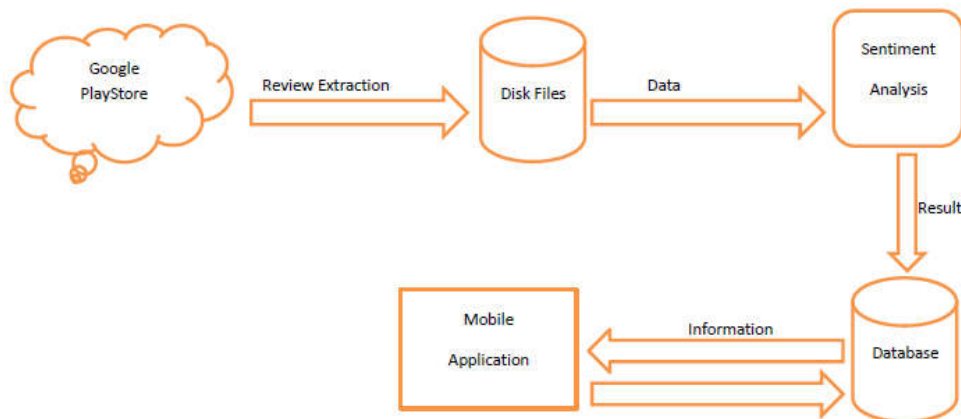 Google
PlayStore
Review Extraction
Disk Files
Data
Sentiment
Analysis
Result
Mobile
Application
Information
Database